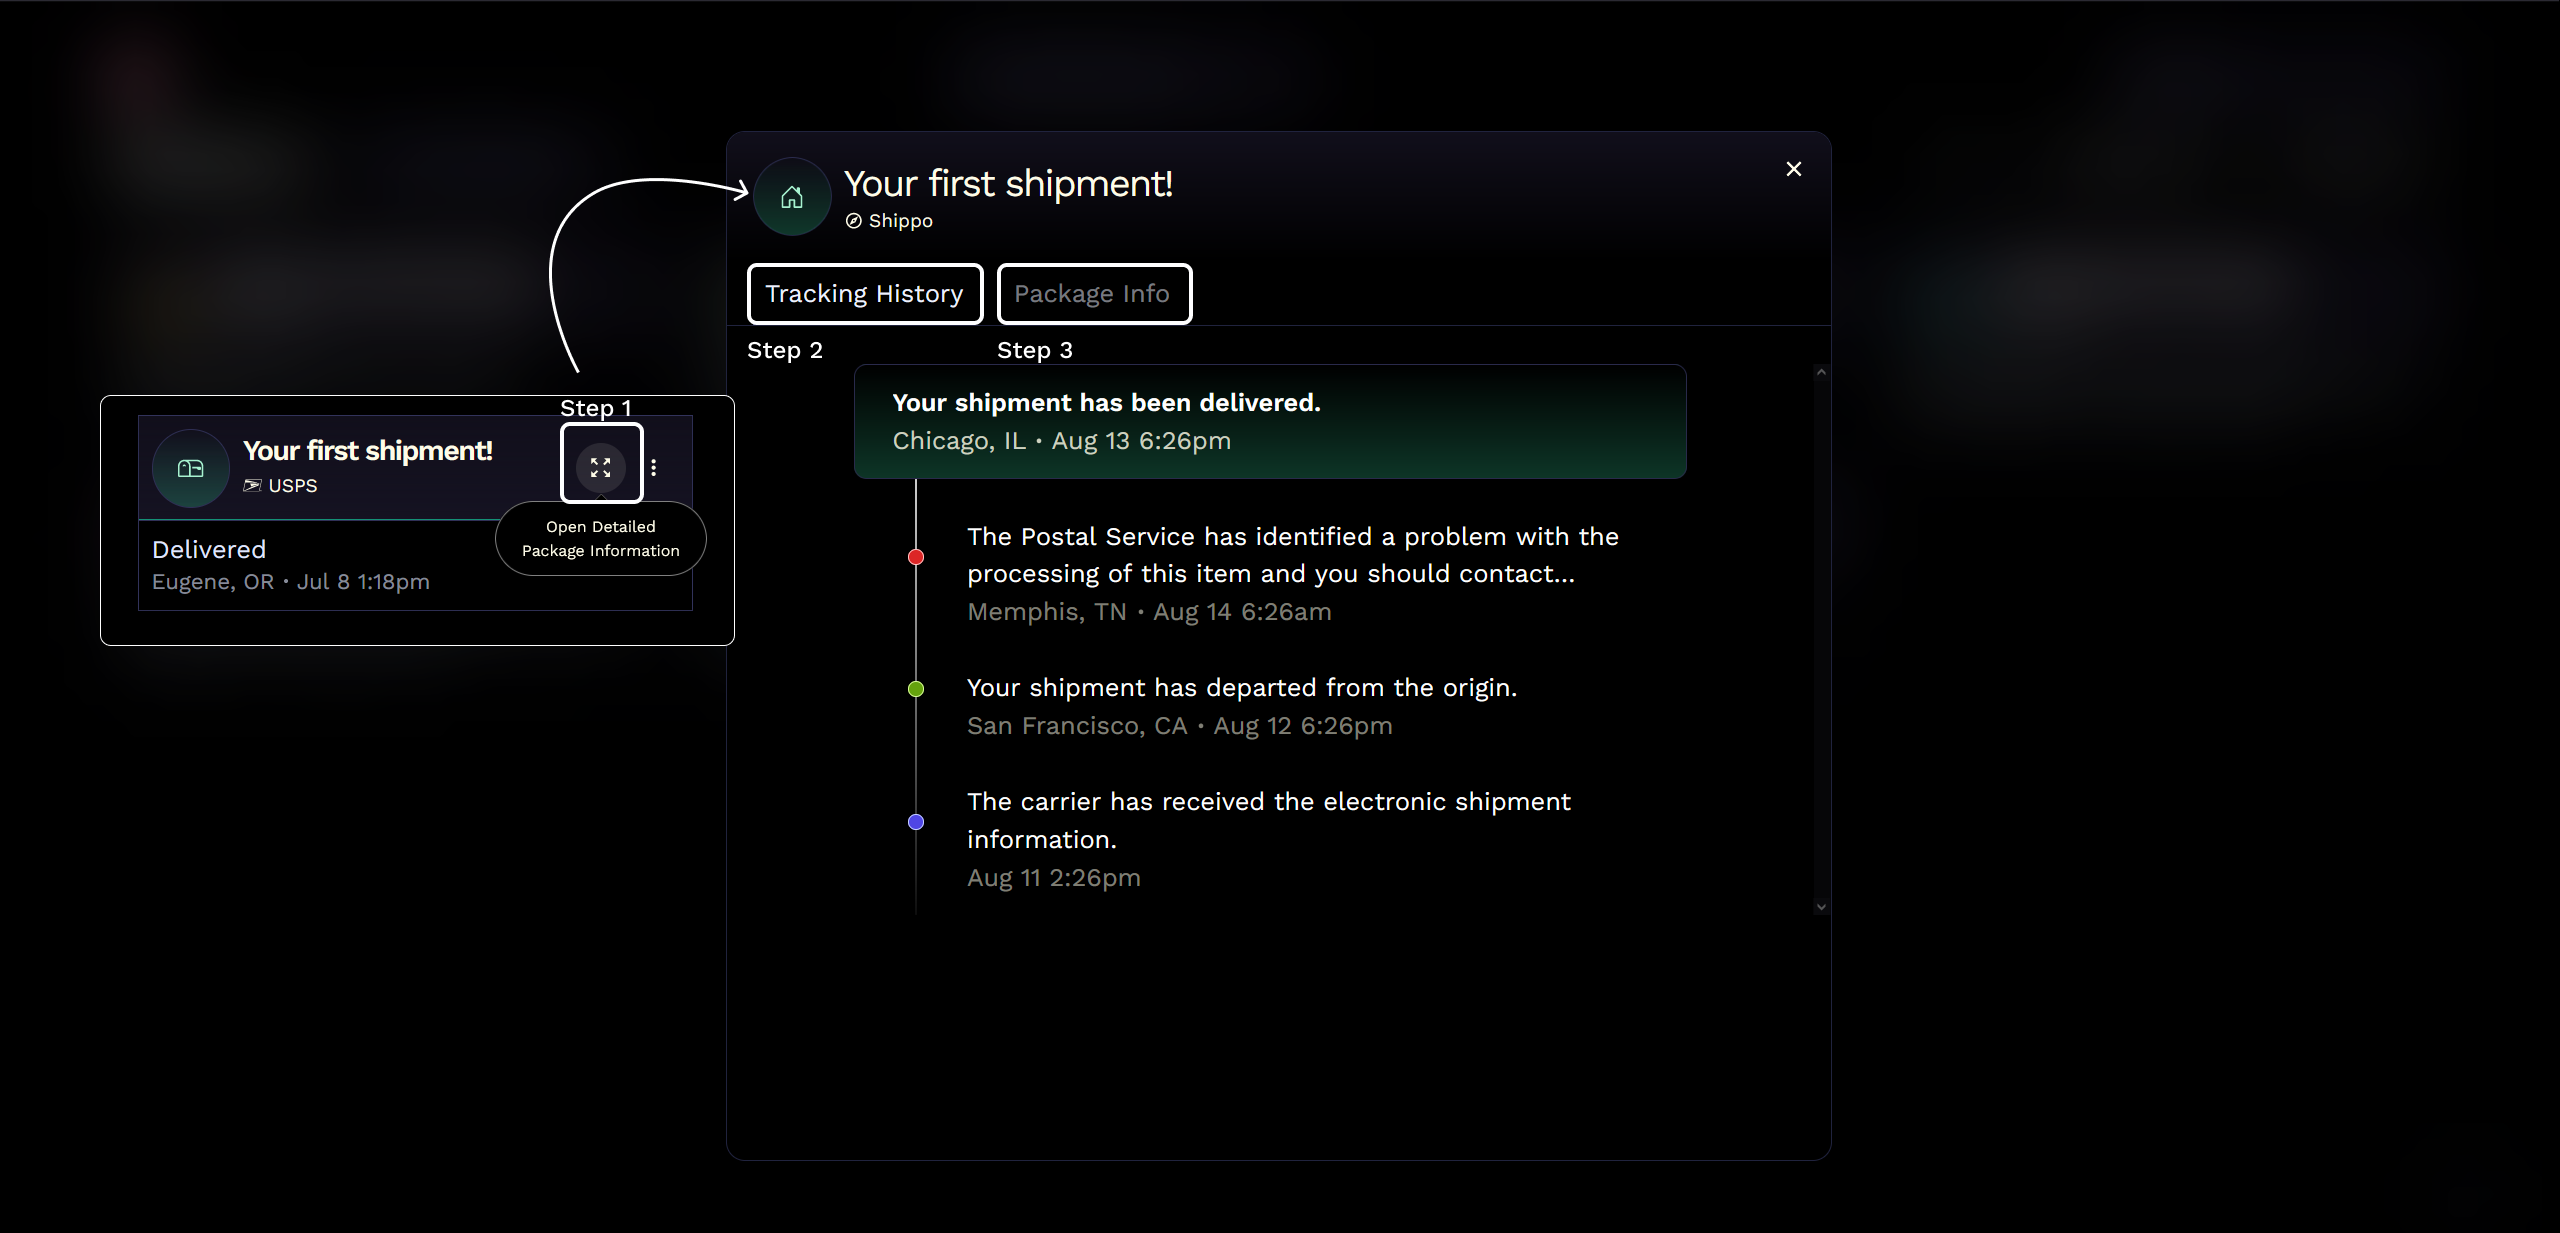 Your first shipment!
Shippo
Tracking History
Package Info
Step 2
Step 3
Your shipment has been delivered.
Chicago, IL • Aug 13 6:26pm
The Postal Service has identified a problem with the
processing of this item and you should contact...
Memphis, TN • Aug 14 6:26am
Your shipment has departed from the origin.
San Francisco, CA • Aug 12 6:26pm
The carrier has received the electronic shipment
information.
Aug 11 2:26pm
Step 1
Your first shipment!
USPS
Open Detailed
Package Information
Delivered
Eugene, OR • Jul 8 1:18pm